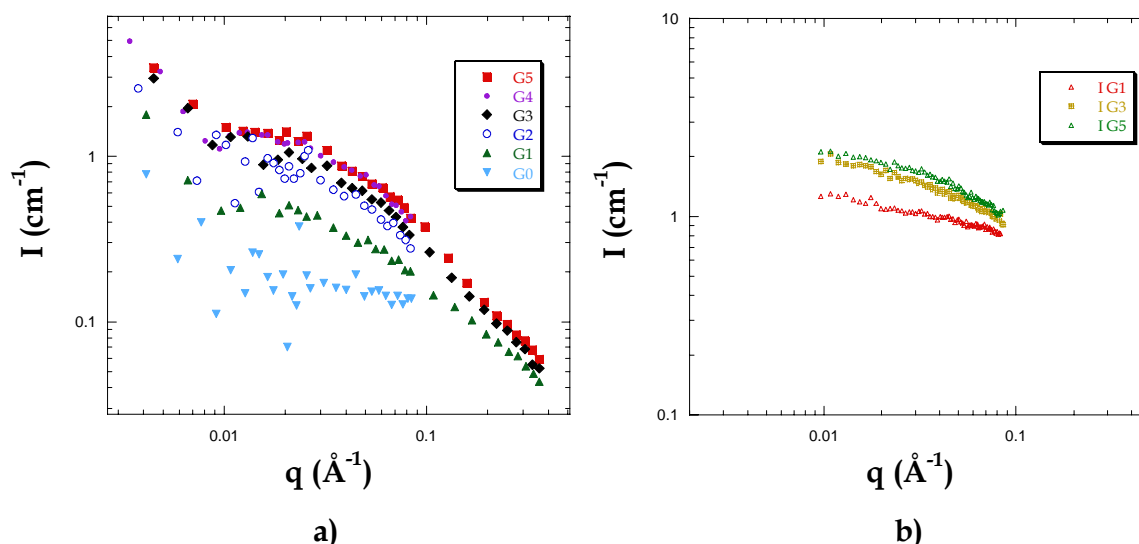 G5
G4
G3
G2
G1
G0
1
0.1
0.01
0.1
I (cm-1)
q (Å-1)
a)
I G1
I G3
I G5
10
1
0.1
0.01
0.1
I (cm-1)
q (Å-1)
b)